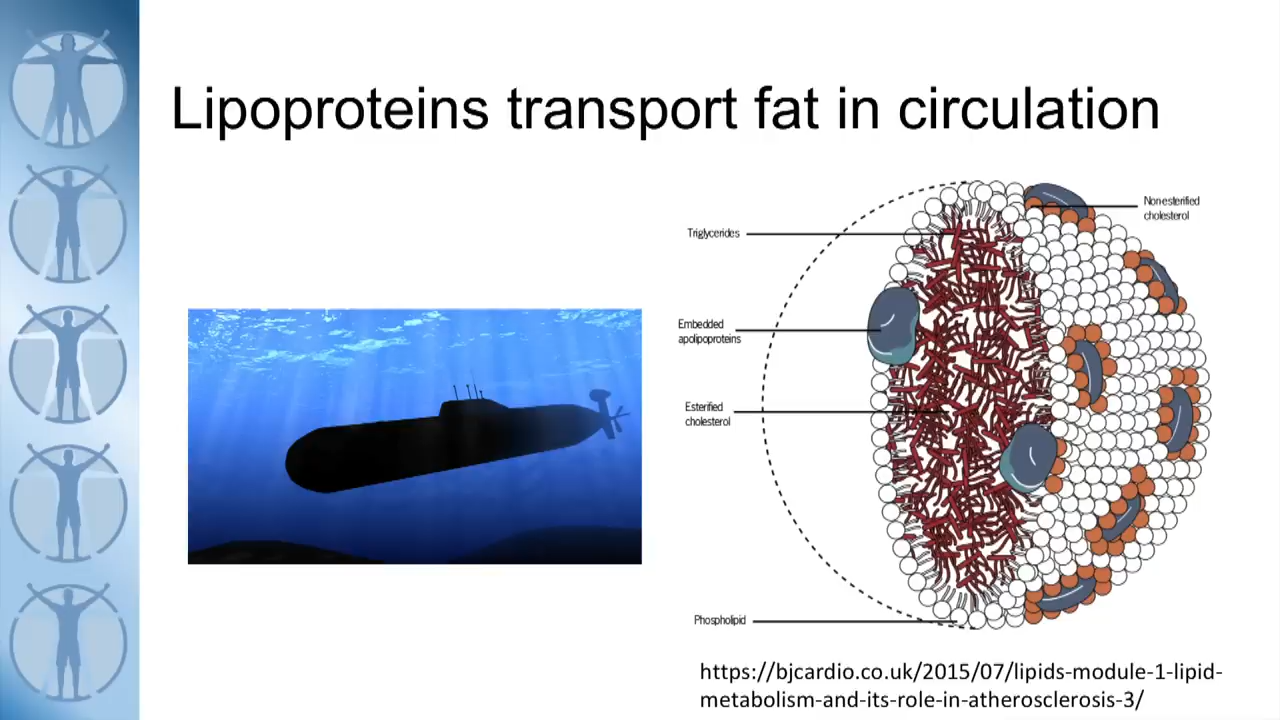 Lipoproteins transport fat in circulation
Non-esterified
cholesterol
Triglycerides
Embedded
apolipoproteins
Esterified
cholesterol
Phospholipid
https://bjcardio.co.uk/2015/07/lipids-module-1-lipid-
metabolism-and-its-role-in-atherosclerosis-3/